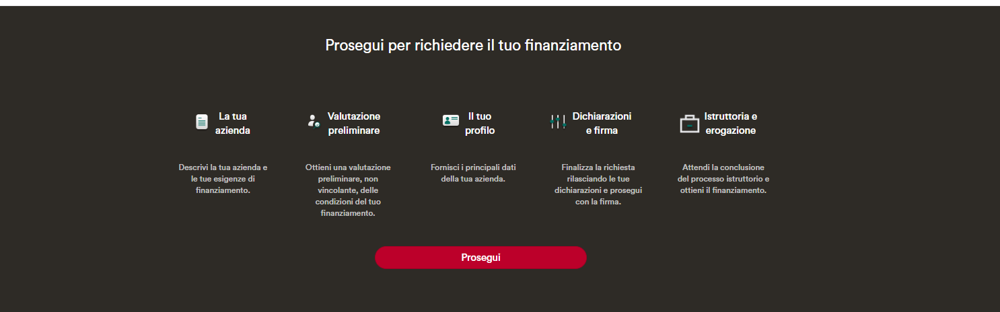 Prosegui per richiedere il tuo finanziamento
La tua
azienda
Descrivi la tua azienda e
le tue esigenze di
finanziamento.
Valutazione
preliminare
Ottieni una valutazione
preliminare, non
vincolante, delle
condizioni del tuo
finanziamento.
Il tuo
profilo
Fornisci i principali dati
della tua azienda.
Dichiarazioni
e firma
Finalizza la richiesta
rilasciando le tue
dichiarazioni e prosegui
con la firma.
Istruttoria e
erogazione
Attendi la conclusione
del processo istruttorio e
ottieni il finanziamento.
Prosegui